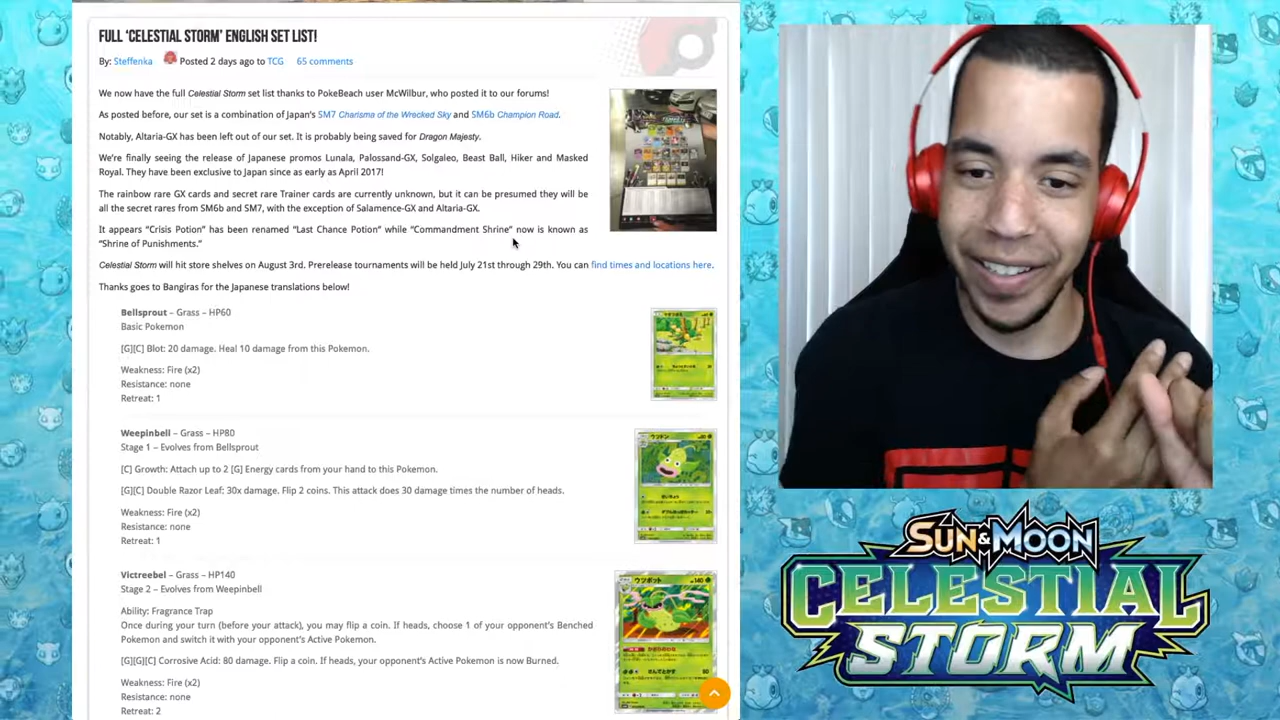 FULL 'CELESTIAL STORM' ENGLISH SET LIST!
By: Steffenka Posted 2 days ago to TCG 65 comments
We now have the full Celestial Storm set list thanks to PokeBeach user McWilbur, who posted it to our forums!
As posted before, our set is a combination of Japan's SM7 Charisma of the Wrecked Sky and SM6b Champion Road.
Notably, Altaria-GX has been left out of our set. It is probably being saved for Dragon Majesty.
We're finally seeing the release of Japanese promos Lunala, Palossand-GX, Solgaleo, Beast Ball, Hiker and Masked
Royal. They have been exclusive to Japan since as early as April 2017!
The rainbow rare GX cards and secret rare Trainer cards are currently unknown, but it can be presumed they will be
all the secret rares from SM6b and SM7, with the exception of Salamence-GX and Altaria-GX.
It appears "Crisis Potion" has been renamed "Last Chance Potion" while "Commandment Shrine" now is known as
"Shrine of Punishments."
Celestial Storm will hit store shelves on August 3rd. Prerelease tournaments will be held July 21st through 29th. You can find times and locations here.
Thanks goes to Bangiras for the Japanese translations below!
Bellsprout – Grass – HP60
Basic Pokemon
[G][C] Blot: 20 damage. Heal 10 damage from this Pokemon.
Weakness: Fire (x2)
Resistance: none
Retreat: 1
Weepinbell – Grass – HP80
Stage 1 – Evolves from Bellsprout
[C] Growth: Attach up to 2 [G] Energy cards from your hand to this Pokemon.
[G][C] Double Razor Leaf: 30x damage. Flip 2 coins. This attack does 30 damage times the number of heads.
Weakness: Fire (x2)
Resistance: none
Retreat: 1
ウツドン
Victreebel – Grass – HP140
Stage 2 – Evolves from Weepinbell
Ability: Fragrance Trap
Once during your turn (before your attack), you may flip a coin. If heads, choose 1 of your opponent's Benched
Pokemon and switch it with your opponent's Active Pokemon.
[G][G][C] Corrosive Acid: 80 damage. Flip a coin. If heads, your opponent's Active Pokemon is now Burned.
Weakness: Fire (x2)
Resistance: none
Retreat: 2
ウツボット
SUN & MOON
CELESTIAL
STORM